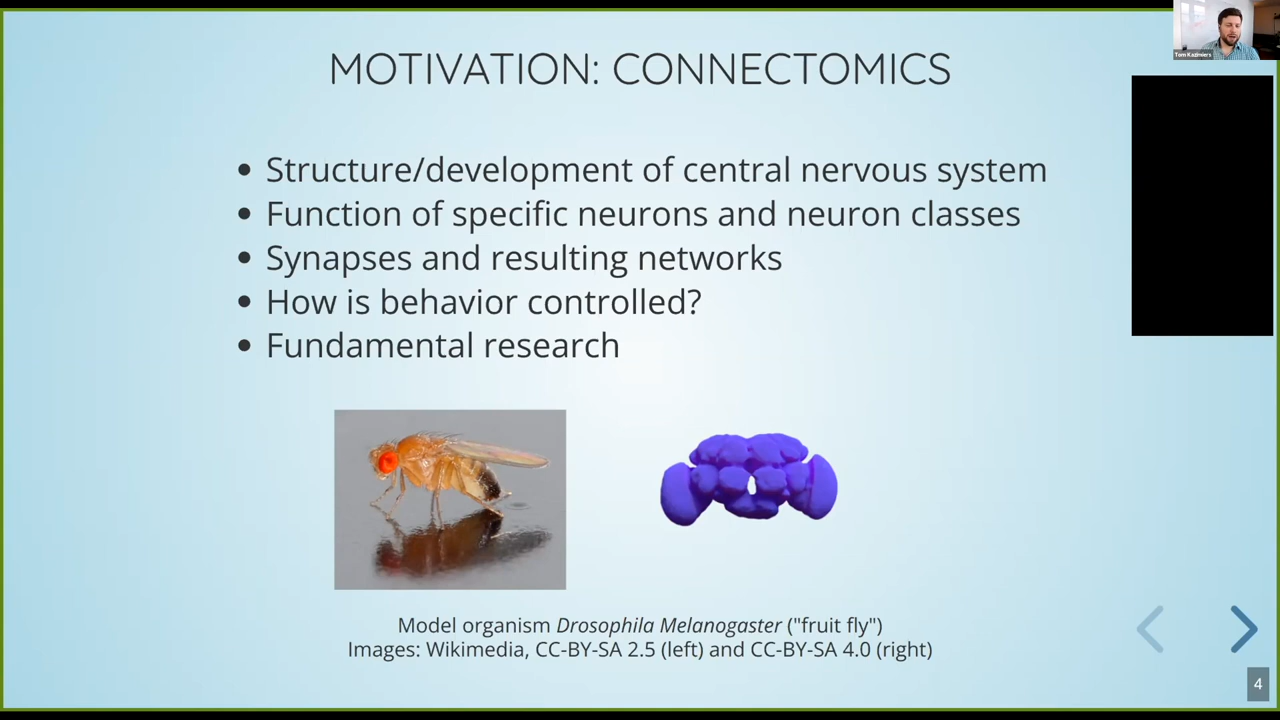 Tom Kazimiers
MOTIVATION: CONNECTOMICS
• Structure/development of central nervous system
• Function of specific neurons and neuron classes
• Synapses and resulting networks
• How is behavior controlled?
• Fundamental research
Model organism Drosophila Melanogaster ("fruit fly")
Images: Wikimedia, CC-BY-SA 2.5 (left) and CC-BY-SA 4.0 (right)
4